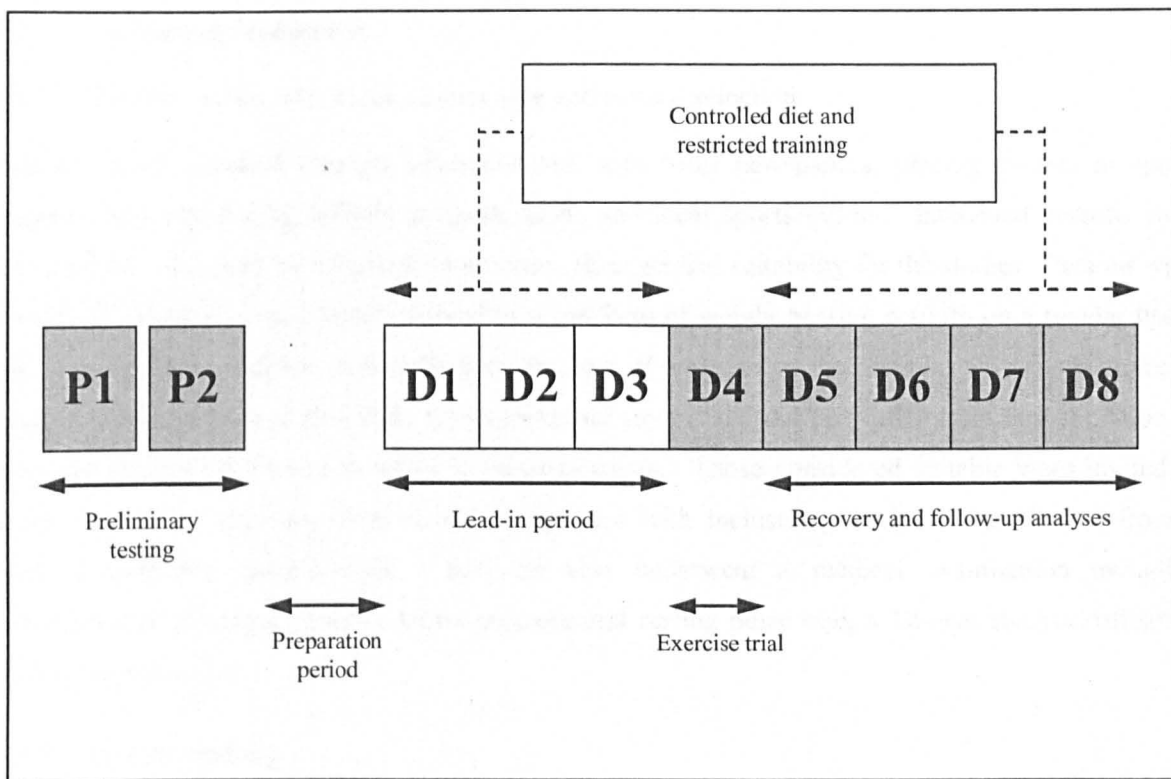 Controlled diet and
restricted training
P1 P2 D1 D2 D3 D4 D5 D6 D7 D8
Preliminary
testing
Lead-in period
Recovery and follow-up analyses
Preparation
period
Exercise trial